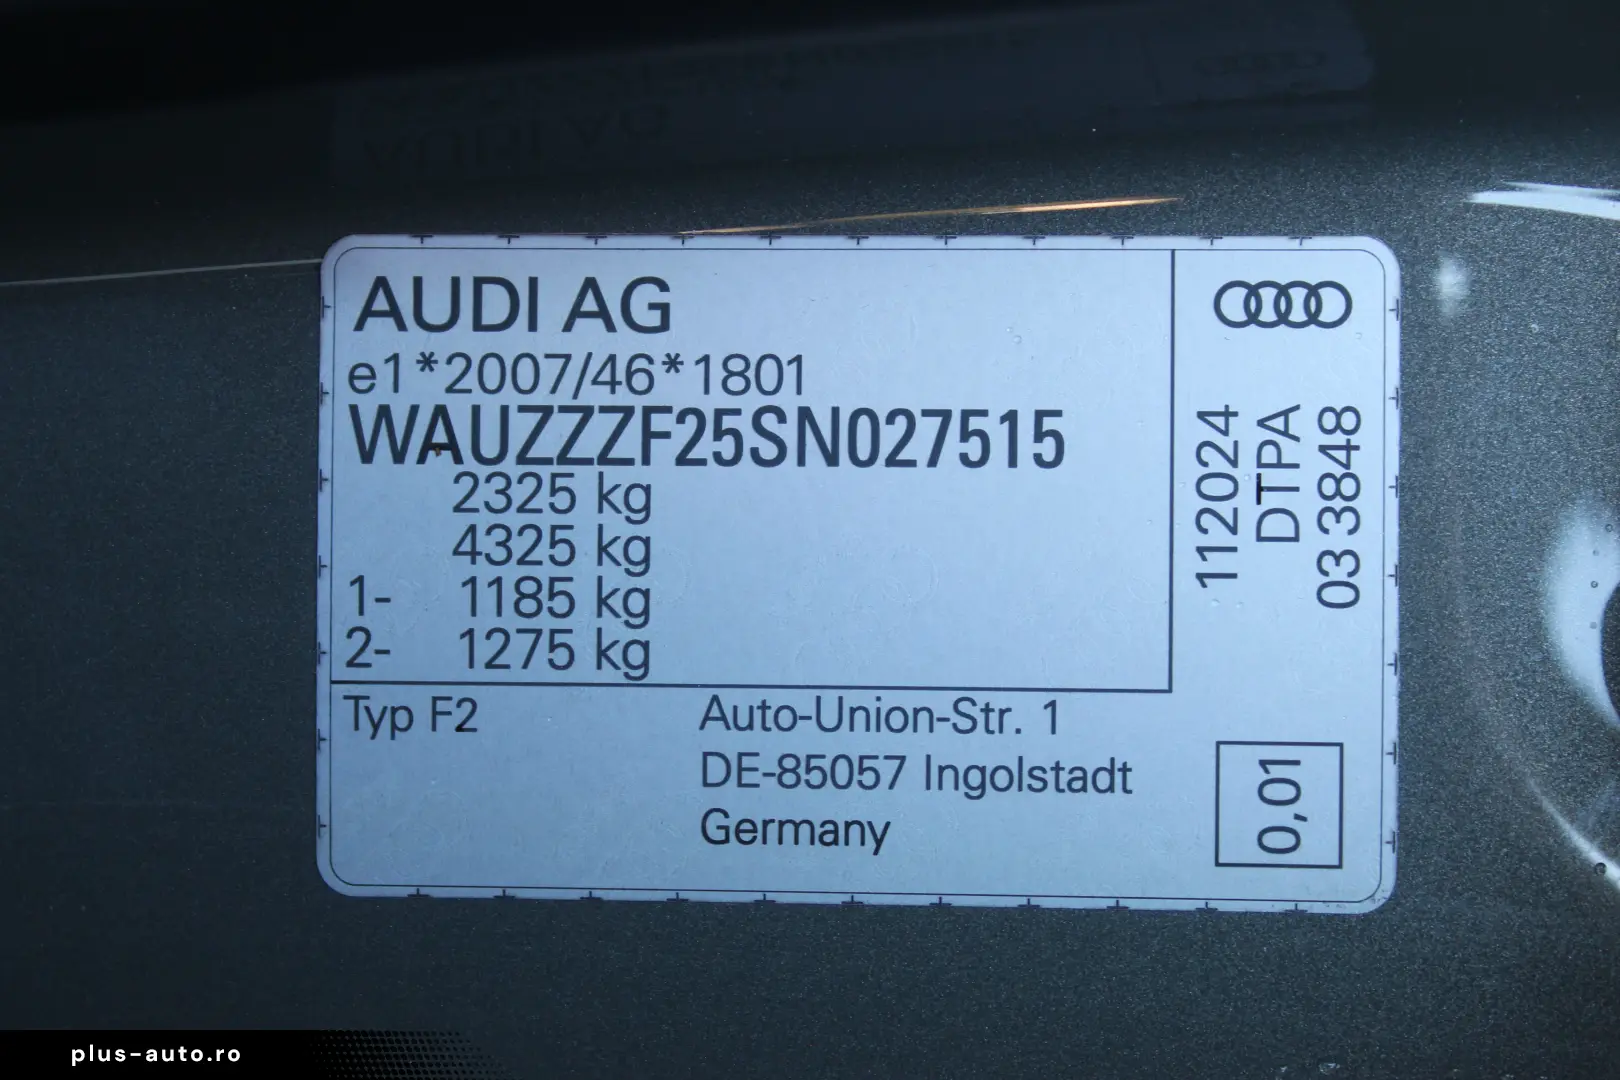 AUDI AG
e1*2007/46*1801
WAUZZZF25SN027515
2325 kg
4325 kg
1- 1185 kg
2- 1275 kg
Typ F2
Auto-Union-Str. 1
DE-85057 Ingolstadt
Germany
112024
DTPA
03 3848
0,01
plus-auto.ro